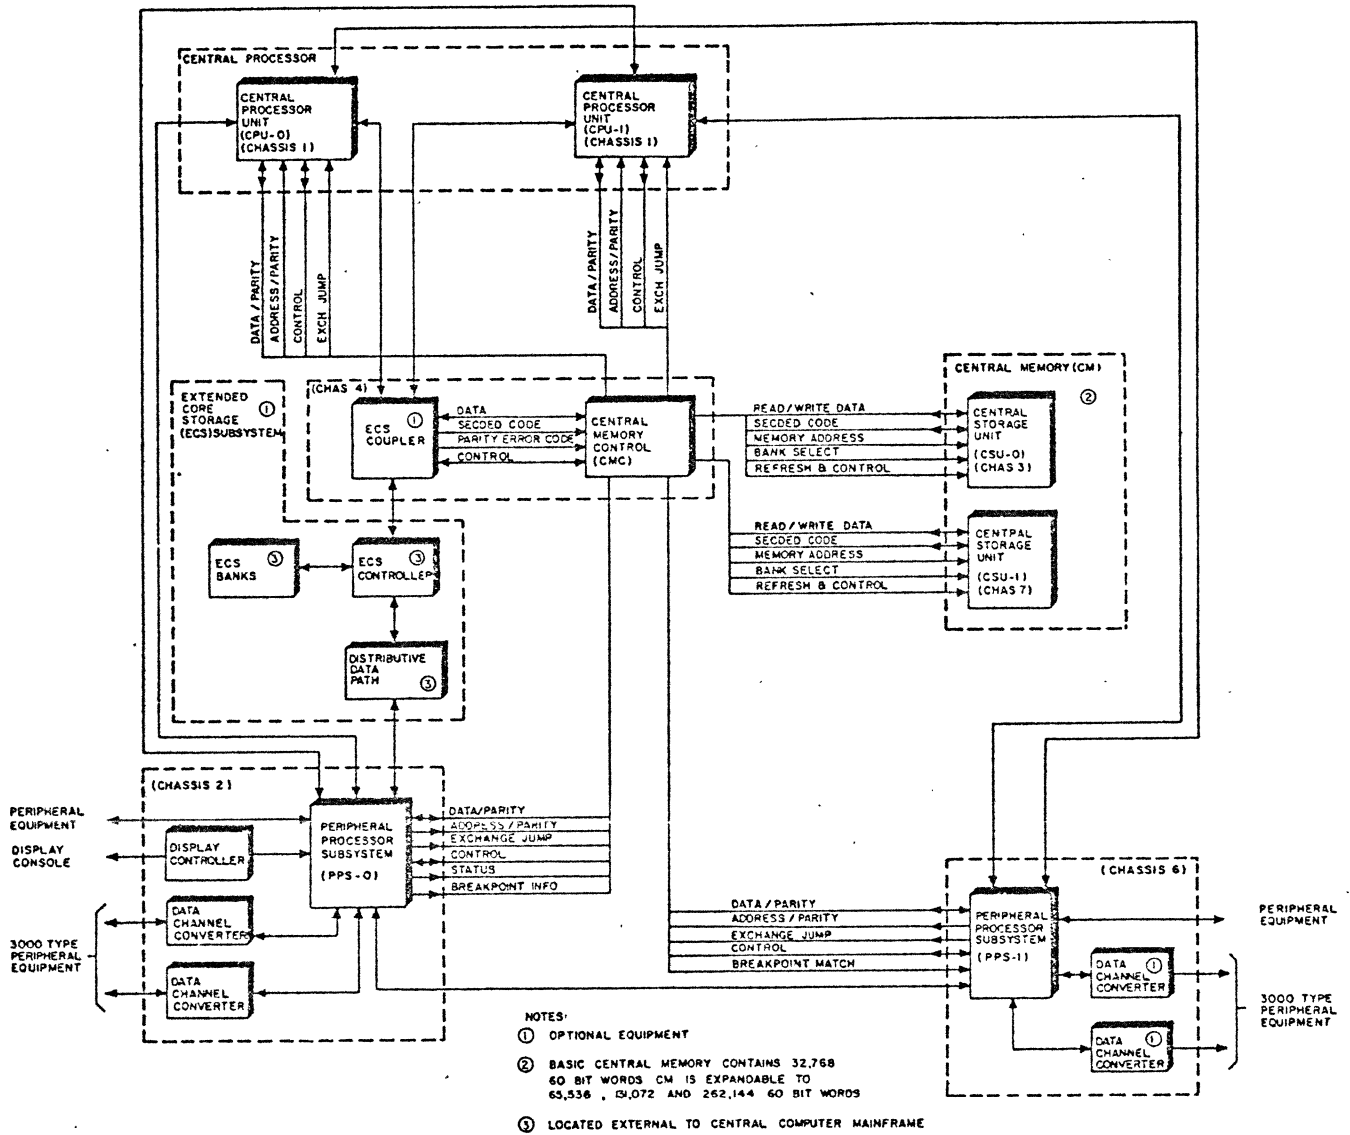 CENTRAL PROCESSOR
CENTRAL
PROCESSOR
UNIT
(CPU-0)
(CHASSIS 1)
CENTRAL
PROCESSOR
UNIT
(CPU-1)
(CHASSIS 1)
DATA/PARITY
ADDRESS/PARITY
CONTROL
EXCH JUMP
DATA/PARITY
ADDRESS/PARITY
CONTROL
EXCH JUMP
EXTENDED
CORE
STORAGE
(ECS)SUBSYSTEM
①
(CHAS 4)
ECS
COUPLER
①
DATA
SECDED CODE
PARITY ERROR CODE
CONTROL
CENTRAL
MEMORY
CONTROL
(CMC)
CENTRAL MEMORY(CM)
②
READ/WRITE DATA
SECDED CODE
MEMORY ADDRESS
BANK SELECT
REFRESH & CONTROL
CENTRAL
STORAGE
UNIT
(CSU-0)
(CHAS 3)
READ/WRITE DATA
SECDED CODE
MEMORY ADDRESS
BANK SELECT
REFRESH & CONTROL
CENTRAL
STORAGE
UNIT
(CSU-1)
(CHAS 7)
ECS
BANKS
③
ECS
CONTROLLER
③
DISTRIBUTIVE
DATA
PATH
③
(CHASSIS 2)
PERIPHERAL
EQUIPMENT
DISPLAY
CONSOLE
DISPLAY
CONTROLLER
PERIPHERAL
PROCESSOR
SUBSYSTEM
(PPS-0)
DATA/PARITY
ADDRESS/PARITY
EXCHANGE JUMP
CONTROL
STATUS
BREAKPOINT INFO
3000 TYPE
PERIPHERAL
EQUIPMENT
DATA
CHANNEL
CONVERTER
DATA
CHANNEL
CONVERTER
(CHASSIS 6)
DATA/PARITY
ADDRESS/PARITY
EXCHANGE JUMP
CONTROL
BREAKPOINT MATCH
PERIPHERAL
PROCESSOR
SUBSYSTEM
(PPS-1)
PERIPHERAL
EQUIPMENT
DATA
CHANNEL
CONVERTER
①
DATA
CHANNEL
CONVERTER
①
3000 TYPE
PERIPHERAL
EQUIPMENT
NOTES:
① OPTIONAL EQUIPMENT
② BASIC CENTRAL MEMORY CONTAINS 32,768
60 BIT WORDS CM IS EXPANDABLE TO
65,536 , 131,072 AND 262,144 60 BIT WORDS
③ LOCATED EXTERNAL TO CENTRAL COMPUTER MAINFRAME